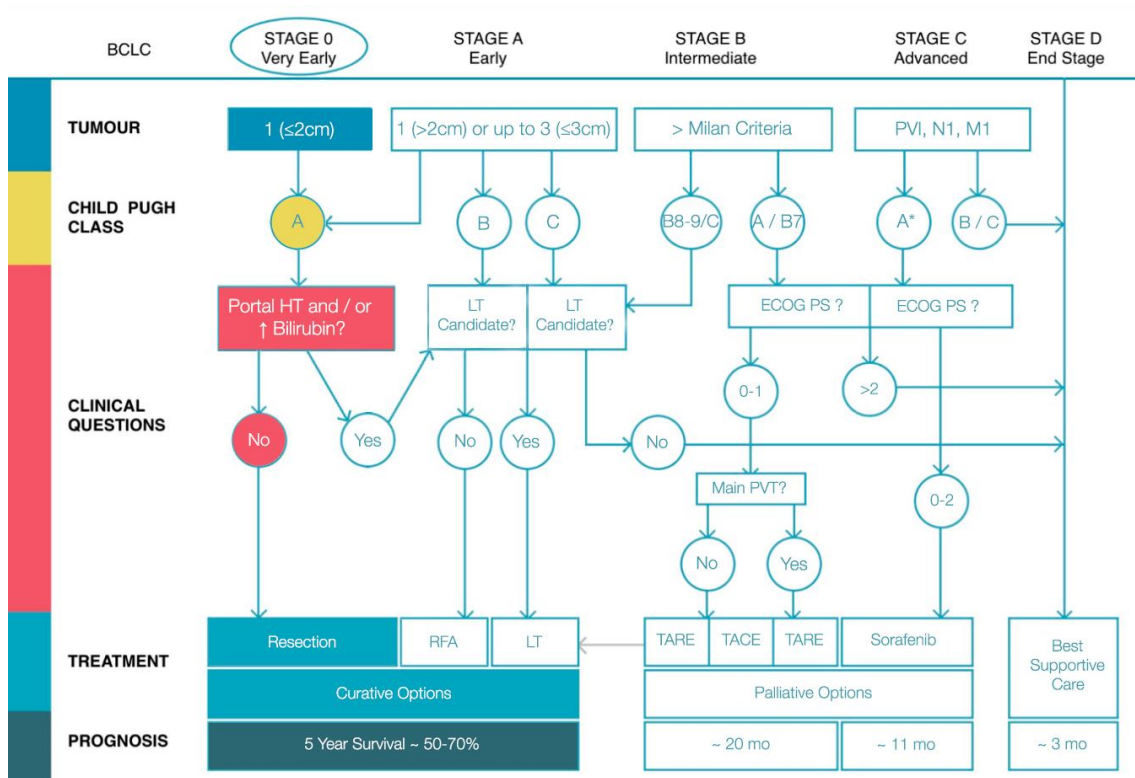 BCLC
STAGE 0
Very Early
STAGE A
Early
STAGE B
Intermediate
STAGE C
Advanced
STAGE D
End Stage
TUMOUR
1 (≤2cm)
1 (>2cm) or up to 3 (≤3cm)
> Milan Criteria
PVI, N1, M1
CHILD PUGH
CLASS
A
B
C
B8-9/C
A / B7
A*
B / C
CLINICAL
QUESTIONS
Portal HT and / or
↑ Bilirubin?
LT
Candidate?
LT
Candidate?
ECOG PS ?
ECOG PS ?
0-1
>2
No
Yes
No
Yes
No
Main PVT?
0-2
No
Yes
TREATMENT
Resection
RFA
LT
TARE
TACE
TARE
Sorafenib
Best
Supportive
Care
Curative Options
Palliative Options
PROGNOSIS
5 Year Survival ~ 50-70%
~ 20 mo
~ 11 mo
~ 3 mo